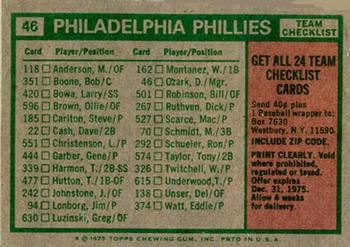 46 PHILADELPHIA PHILLIES TEAM CHECKLIST
Card Player/Position Card Player/Position
118 □ Anderson, M./OF 162 □ Montanez, W./1B
351 □ Boone, Bob/C 46 □ Ozark, D./Mgr.
420 □ Bowa, Larry/SS 501 □ Robinson, Bill/OF
596 □ Brown, Ollie/OF 267 □ Ruthven, Dick/P
185 □ Carlton, Steve/P 527 □ Scarce, Mac/P
22 □ Cash, Dave/2B 70 □ Schmidt, M./3B
551 □ Christenson, L./P 292 □ Schueler, Ron/P
444 □ Garber, Gene/P 574 □ Taylor, Tony/2B
339 □ Harmon, T./2B-SS 326 □ Twitchell, W./P
477 □ Hutton, T./1B-OF 615 □ Underwood, T./P
242 □ Johnstone, J./OF 138 □ Unser, Del/OF
94 □ Lonborg, Jim/P 374 □ Watt, Eddie/P
630 □ Luzinski, Greg/OF
GET ALL 24 TEAM
CHECKLIST
CARDS
Send 40¢ plus
1 Baseball wrapper to:
Box 7630
Westbury, N.Y. 11590.
INCLUDE ZIP CODE.
PRINT CLEARLY. Void
where prohibited,
regulated or taxed.
Offer expires
Dec. 31, 1975.
Allow 4 weeks
for delivery.
© 1975 TOPPS CHEWING GUM, INC. PRTD IN U.S.A.